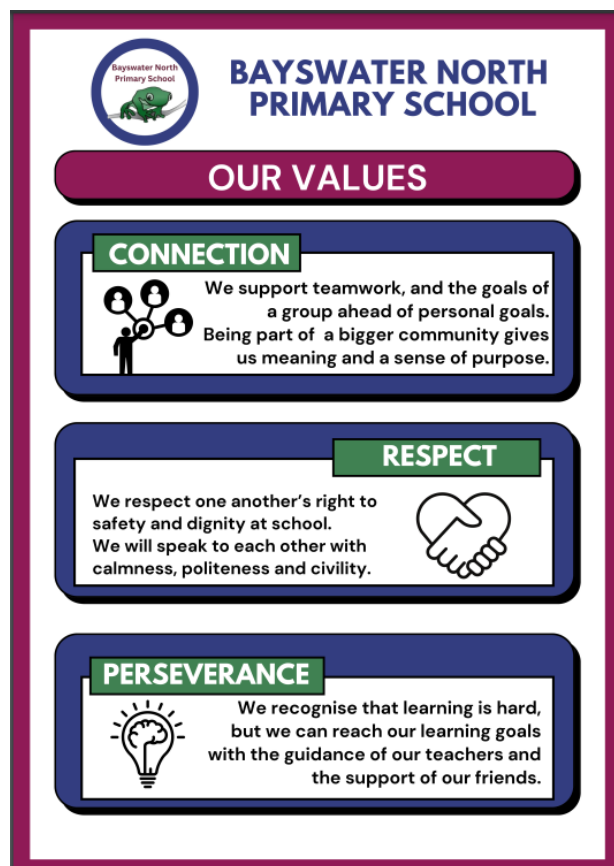 Bayswater North
Primary School
BAYSWATER NORTH
PRIMARY SCHOOL
OUR VALUES
CONNECTION
We support teamwork, and the goals of
a group ahead of personal goals.
Being part of a bigger community gives
us meaning and a sense of purpose.
RESPECT
We respect one another’s right to
safety and dignity at school.
We will speak to each other with
calmness, politeness and civility.
PERSEVERANCE
We recognise that learning is hard,
but we can reach our learning goals
with the guidance of our teachers and
the support of our friends.